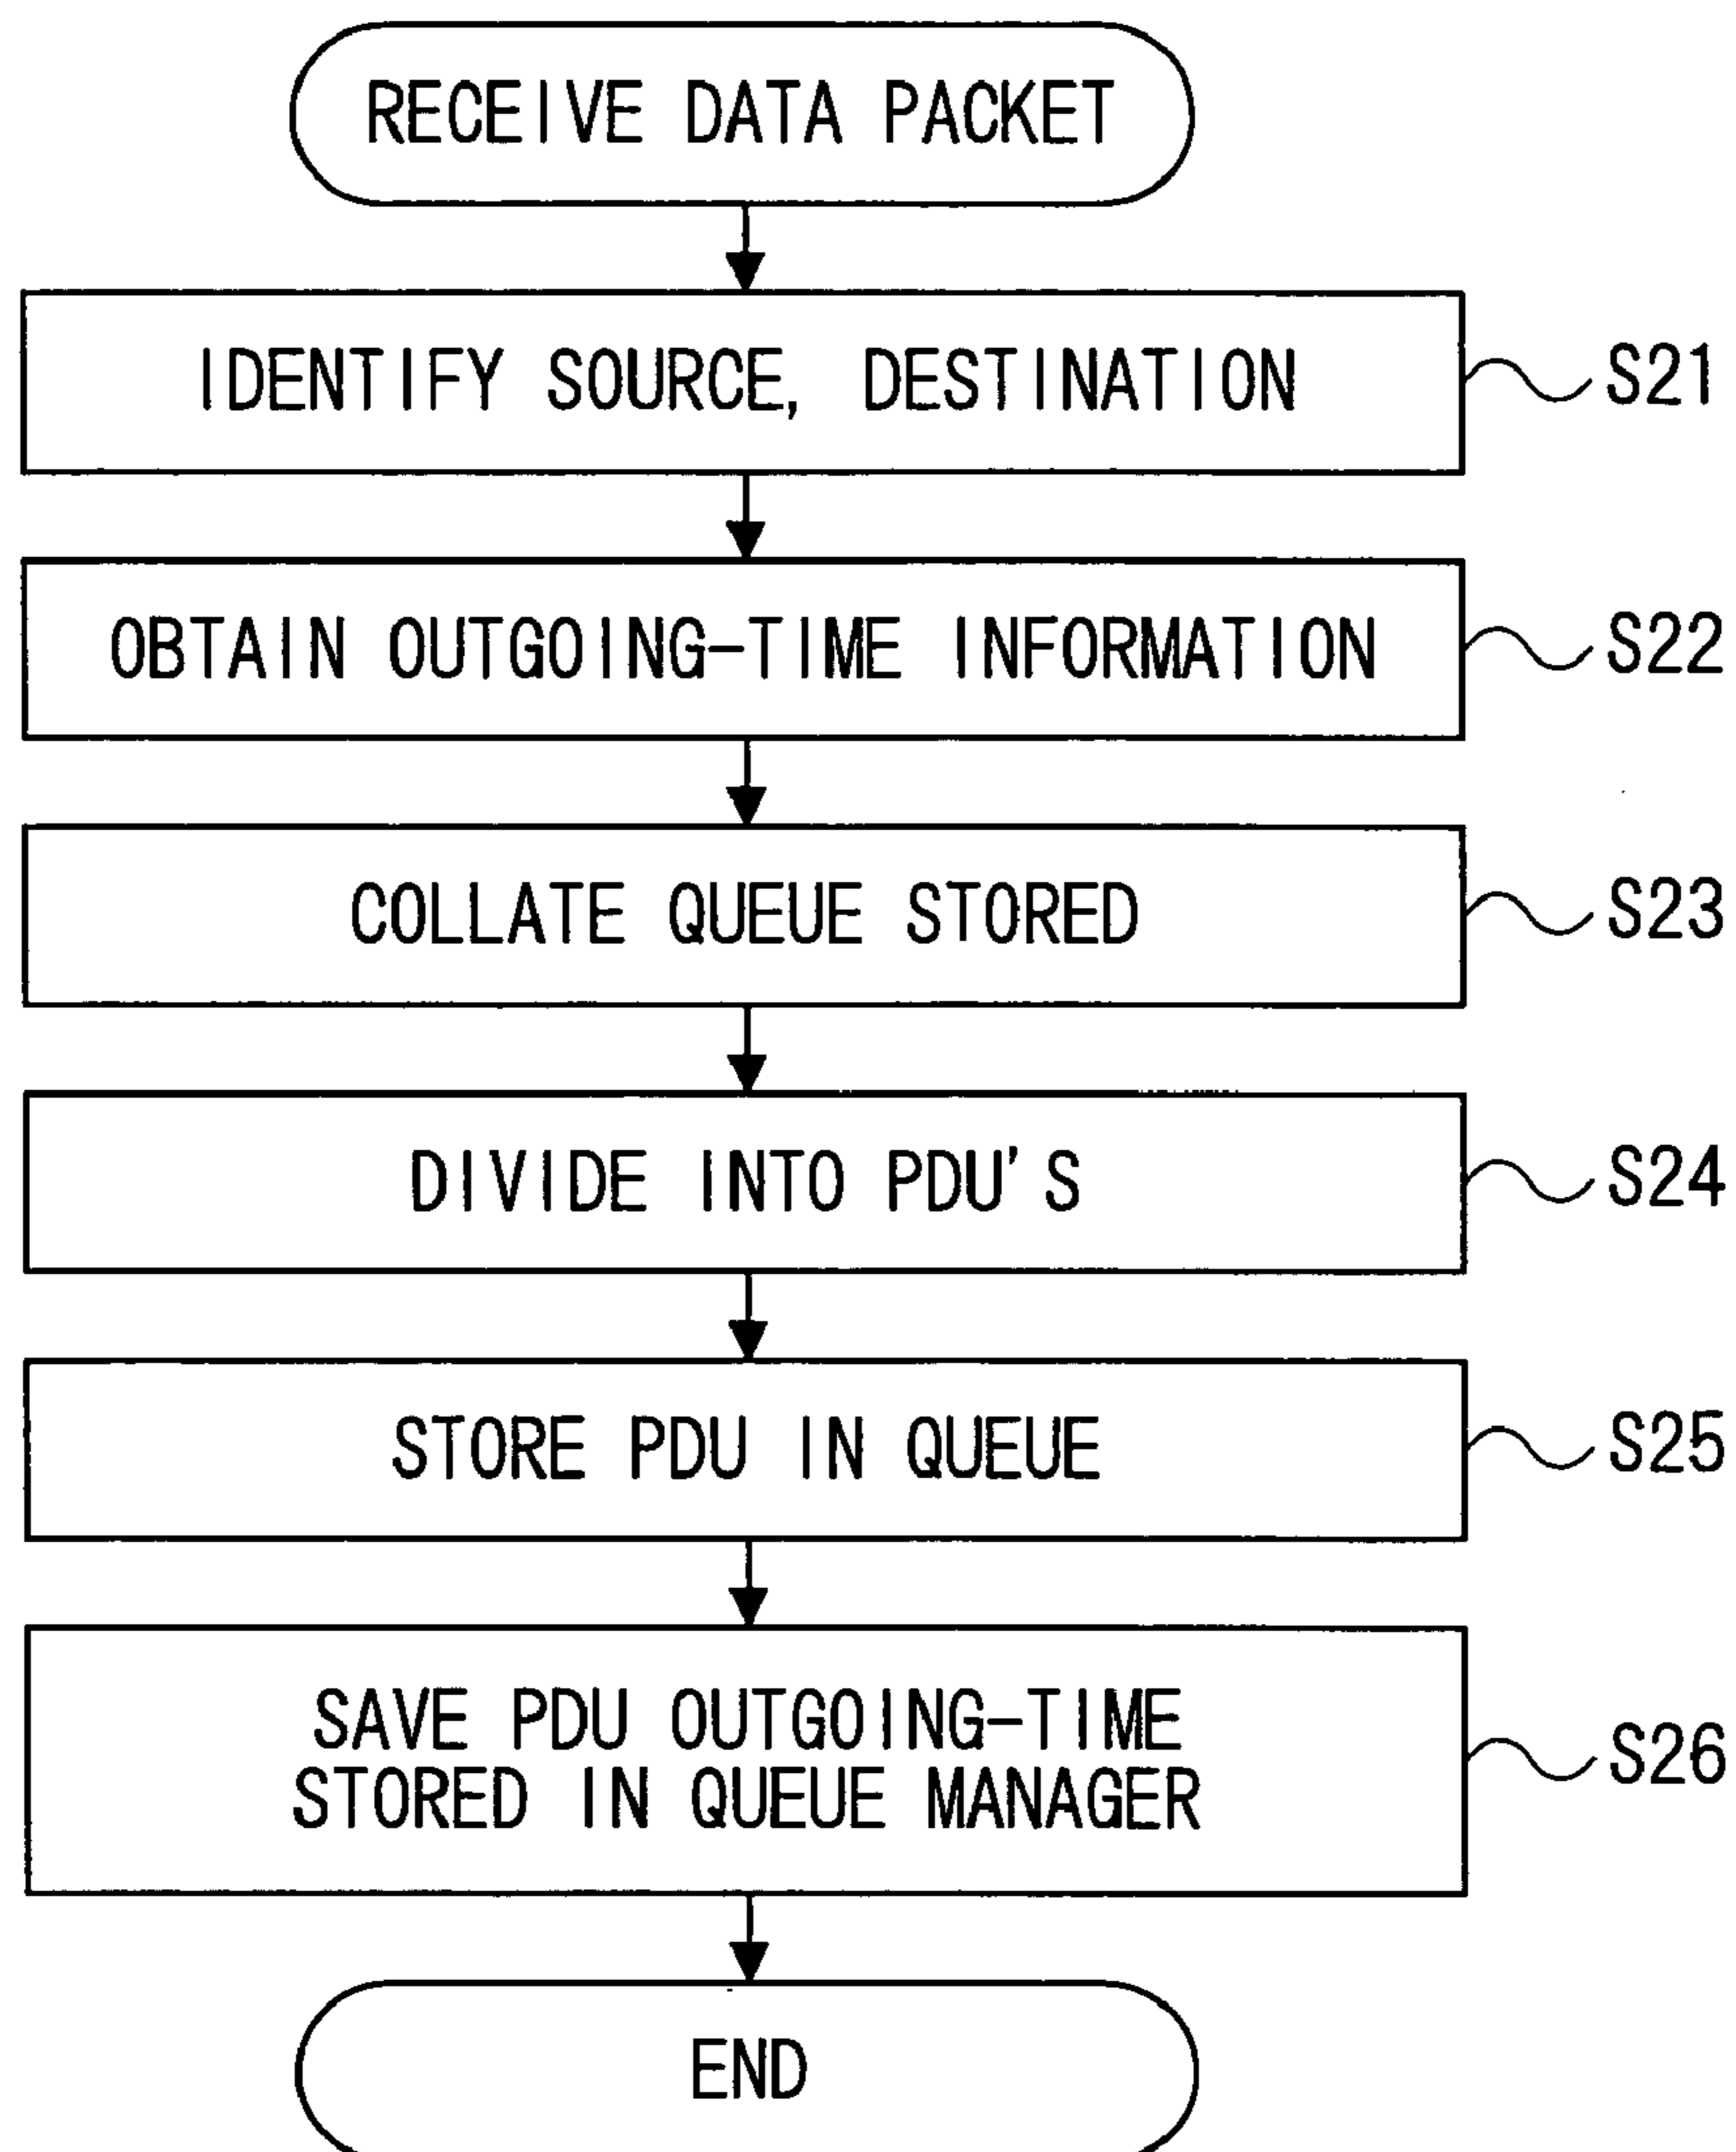 RECEIVE DATA PACKET
IDENTIFY SOURCE, DESTINATION
S21
OBTAIN OUTGOING-TIME INFORMATION
S22
COLLATE QUEUE STORED
S23
DIVIDE INTO PDU'S
S24
STORE PDU IN QUEUE
S25
SAVE PDU OUTGOING-TIME
STORED IN QUEUE MANAGER
S26
END